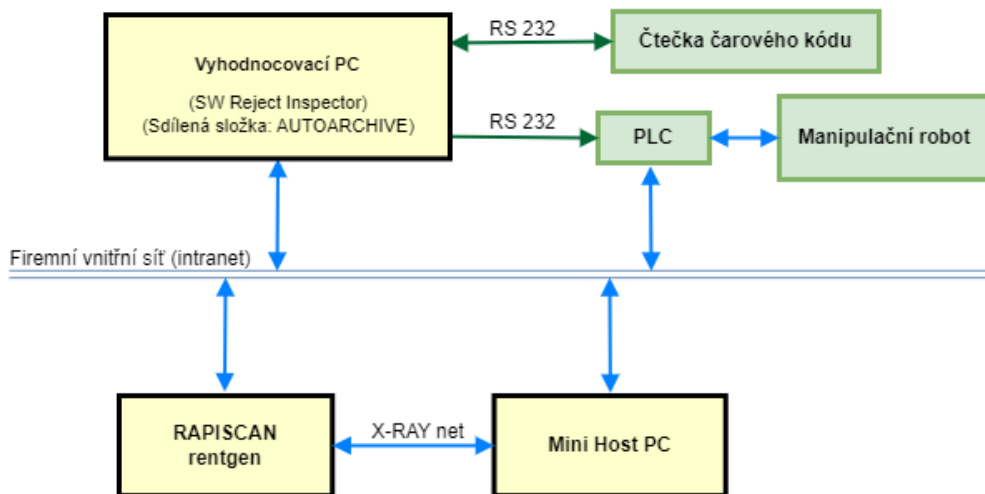 RS 232
Čtečka čarového kódu
Vyhodnocovací PC
(SW Reject Inspector)
(Sdílená složka: AUTOARCHIVE)
RS 232
PLC
Manipulační robot
Firemní vnitřní síť (intranet)
RAPISCAN
rentgen
X-RAY net
Mini Host PC